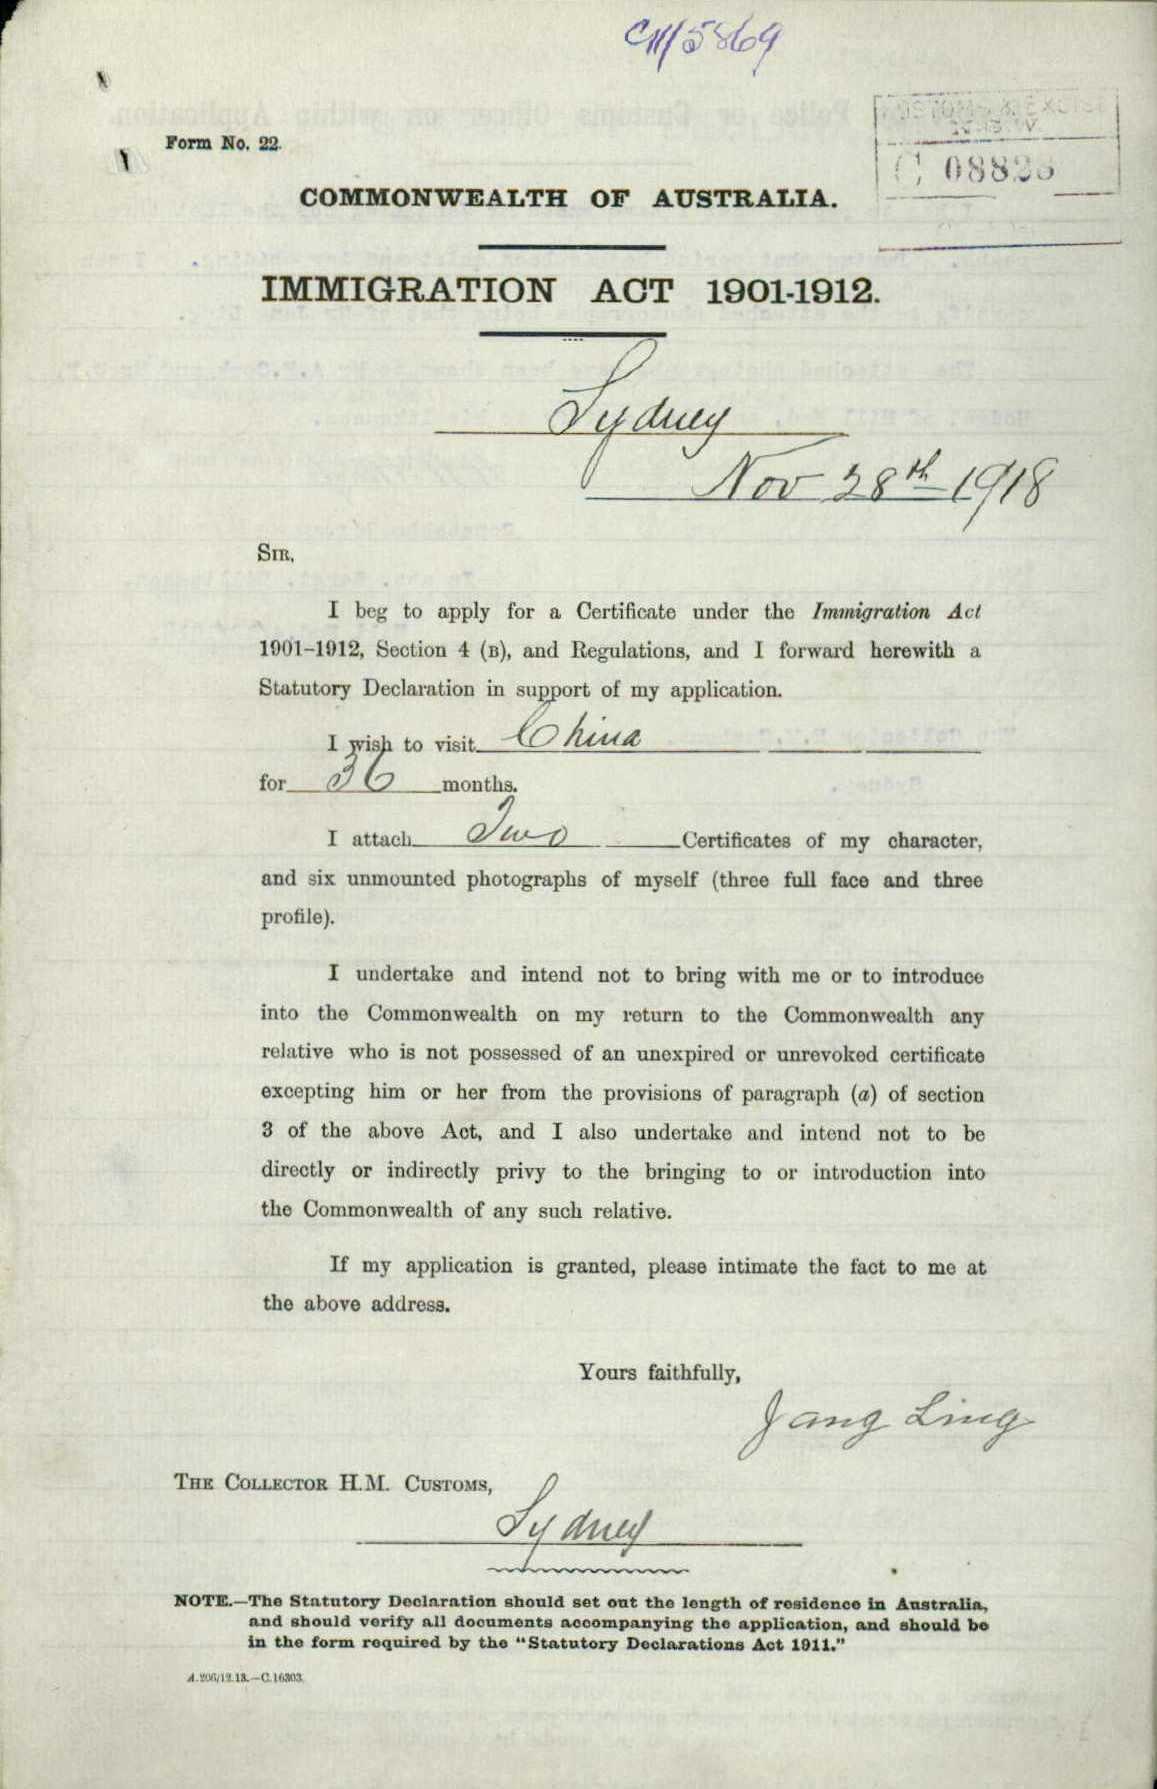 Form No. 22.
C 08823
COMMONWEALTH OF AUSTRALIA.
IMMIGRATION ACT 1901-1912.
Sydney
Nov 28th 1918
SIR,
I beg to apply for a Certificate under the Immigration Act
1901-1912, Section 4 (B), and Regulations, and I forward herewith a
Statutory Declaration in support of my application.
I wish to visit China
for 36 months.
I attach Two Certificates of my character,
and six unmounted photographs of myself (three full face and three
profile).
I undertake and intend not to bring with me or to introduce
into the Commonwealth on my return to the Commonwealth any
relative who is not possessed of an unexpired or unrevoked certificate
excepting him or her from the provisions of paragraph (a) of section
3 of the above Act, and I also undertake and intend not to be
directly or indirectly privy to the bringing to or introduction into
the Commonwealth of any such relative.
If my application is granted, please intimate the fact to me at
the above address.
Yours faithfully,
Jang Ling
THE COLLECTOR H.M. CUSTOMS,
Sydney
NOTE.—The Statutory Declaration should set out the length of residence in Australia,
and should verify all documents accompanying the application, and should be
in the form required by the "Statutory Declarations Act 1911."
A.206/12.13.—C.16303.